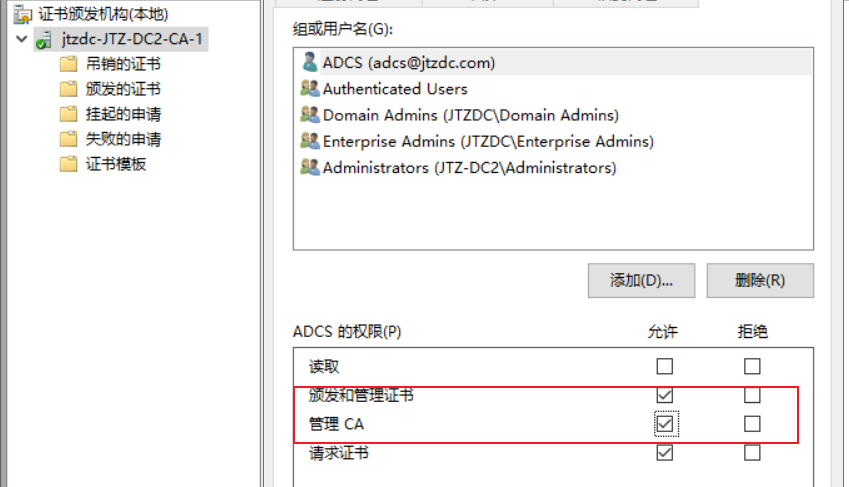 证书颁发机构(本地)
jtzdc-JTZ-DC2-CA-1
吊销的证书
颁发的证书
挂起的申请
失败的申请
证书模板
组或用户名(G):
ADCS (adcs@jtzdc.com)
Authenticated Users
Domain Admins (JTZDC\Domain Admins)
Enterprise Admins (JTZDC\Enterprise Admins)
Administrators (JTZ-DC2\Administrators)
添加(D)... 删除(R)
ADCS 的权限(P) 允许 拒绝
读取
颁发和管理证书
管理 CA
请求证书